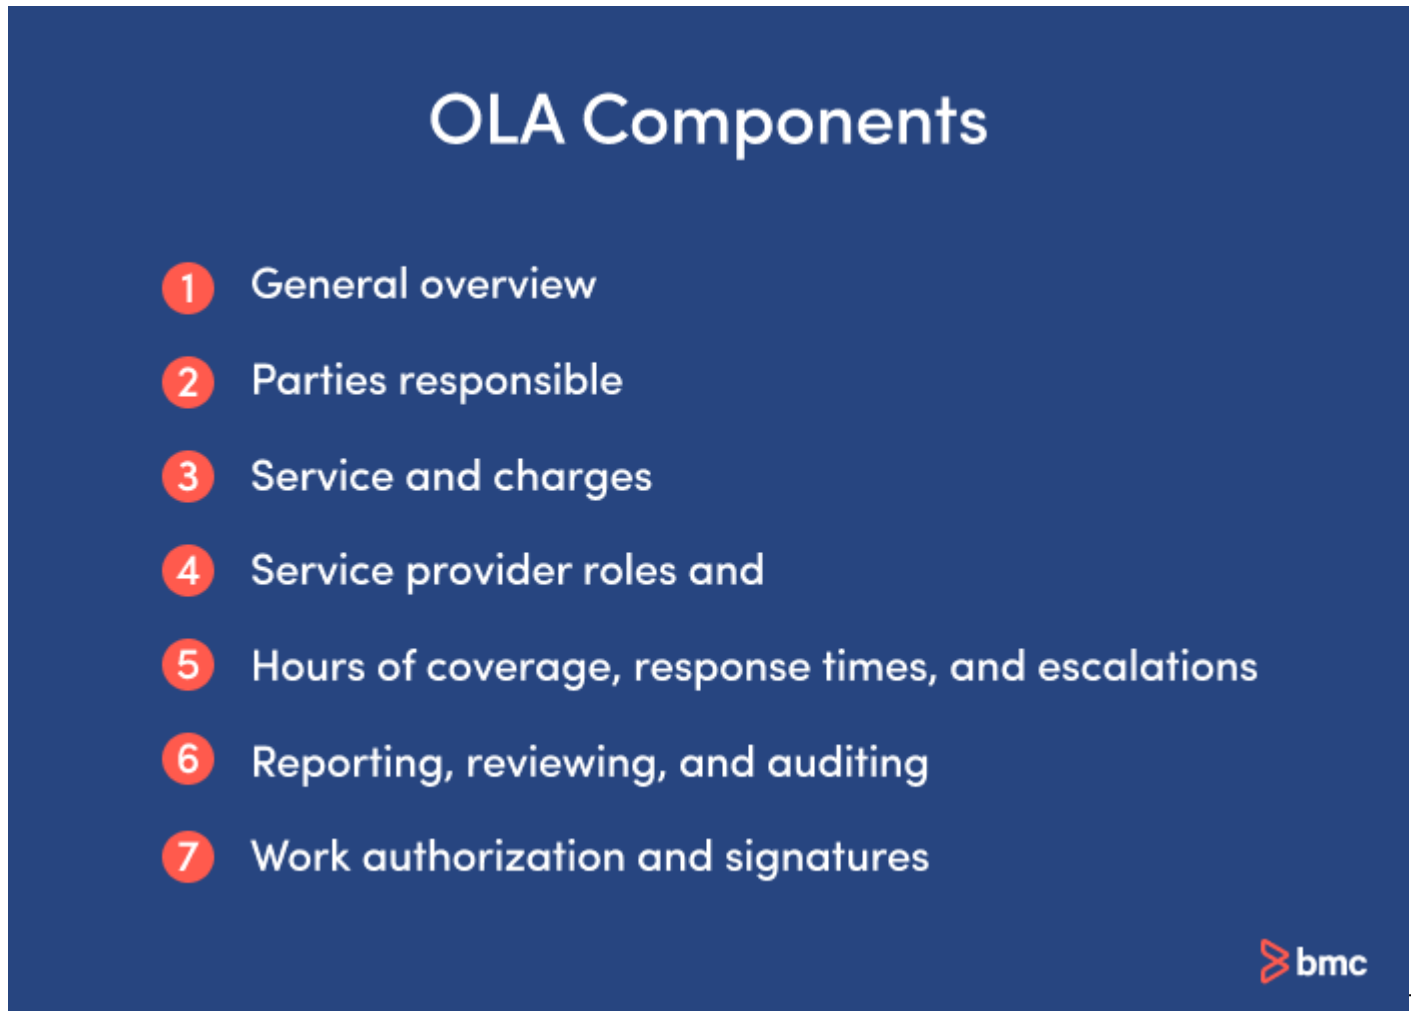 OLA Components
1 General overview
2 Parties responsible
3 Service and charges
4 Service provider roles and
5 Hours of coverage, response times, and escalations
6 Reporting, reviewing, and auditing
7 Work authorization and signatures
bmc